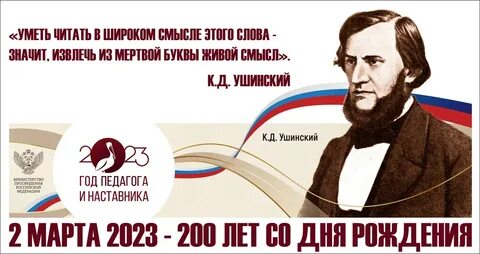 «УМЕТЬ ЧИТАТЬ В ШИРОКОМ СМЫСЛЕ ЭТОГО СЛОВА -
ЗНАЧИТ, ИЗВЛЕЧЬ ИЗ МЕРТВОЙ БУКВЫ ЖИВОЙ СМЫСЛ».
К.Д. УШИНСКИЙ
К.Д. Ушинский
МИНИСТЕРСТВО
ПРОСВЕЩЕНИЯ
РОССИЙСКОЙ
ФЕДЕРАЦИИ
2023
ГОД ПЕДАГОГА
И НАСТАВНИКА
2 МАРТА 2023 - 200 ЛЕТ СО ДНЯ РОЖДЕНИЯ